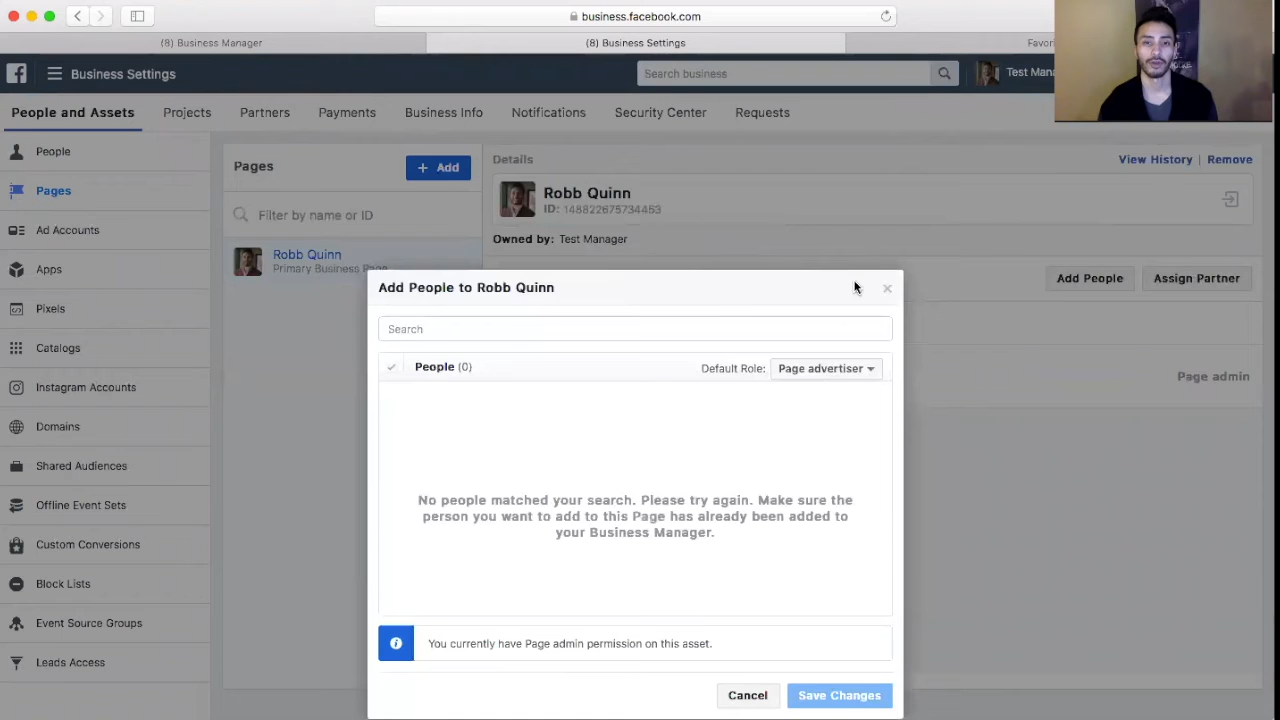 business.facebook.com
(8) Business Manager
(8) Business Settings
Favori
Business Settings
Search business
Test Mana
People and Assets
Projects
Partners
Payments
Business Info
Notifications
Security Center
Requests
People
Pages
Ad Accounts
Apps
Pixels
Catalogs
Instagram Accounts
Domains
Shared Audiences
Offline Event Sets
Custom Conversions
Block Lists
Event Source Groups
Leads Access
Pages
+ Add
Filter by name or ID
Robb Quinn
Primary Business Page
Details
View History | Remove
Robb Quinn
ID: 148822675734453
Owned by: Test Manager
Add People
Assign Partner
Page admin
Add People to Robb Quinn
×
Search
People (0)
Default Role:
Page advertiser
No people matched your search. Please try again. Make sure the
person you want to add to this Page has already been added to
your Business Manager.
You currently have Page admin permission on this asset.
Cancel
Save Changes